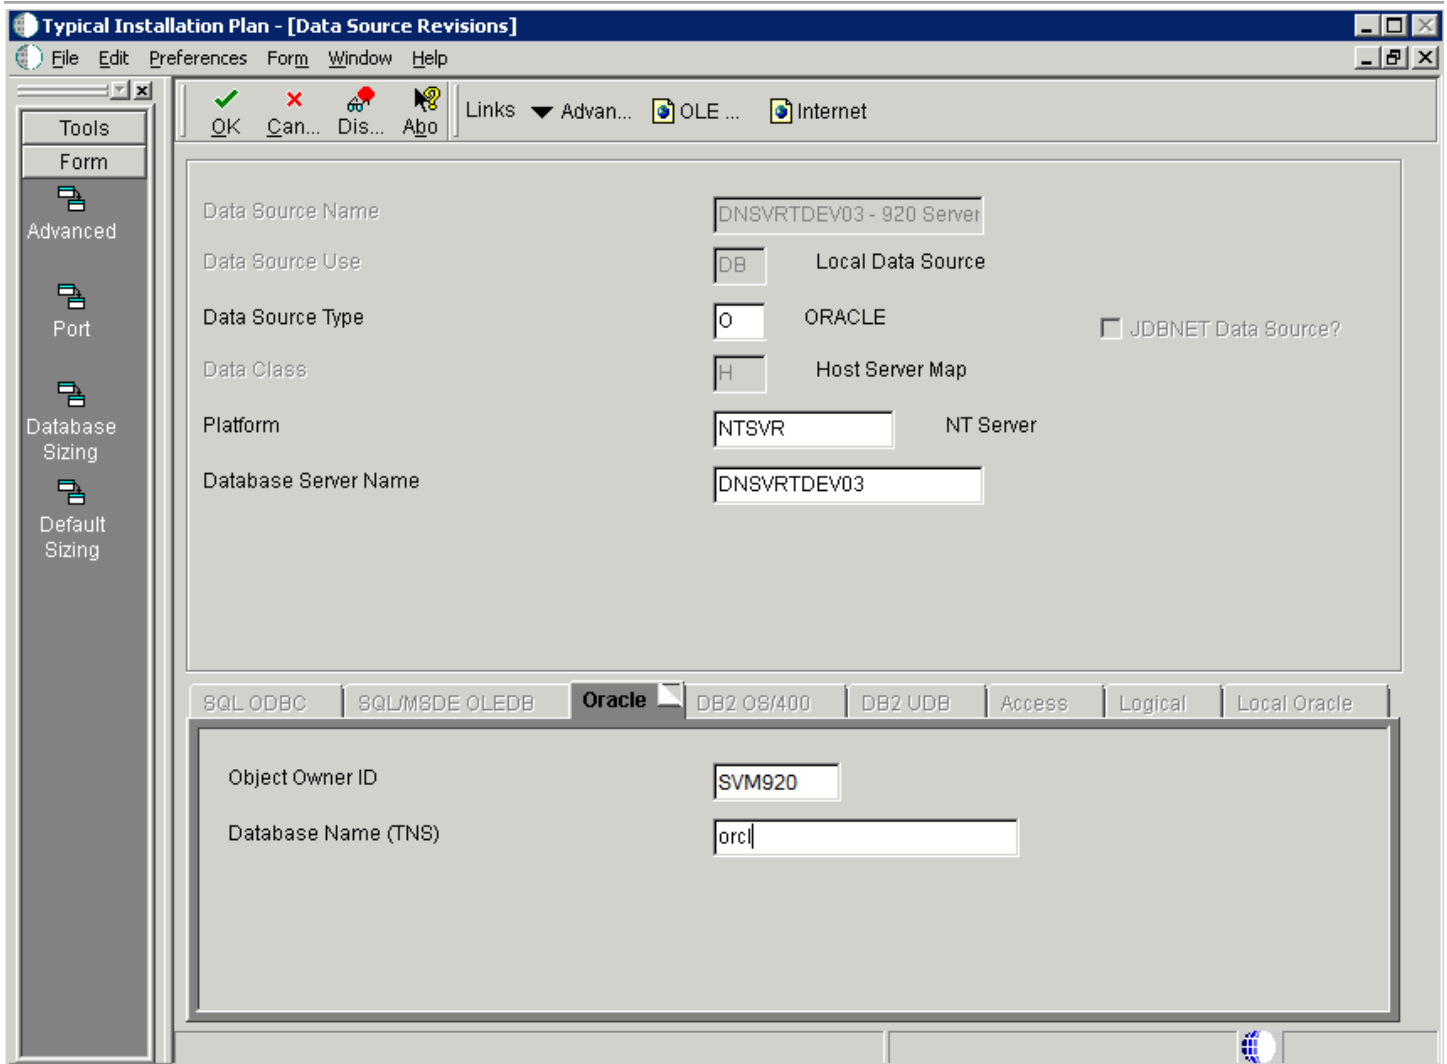 Typical Installation Plan - [Data Source Revisions]
File Edit Preferences Form Window Help
Tools
Form
Advanced
Port
Database
Sizing
Default
Sizing
OK Can... Dis... Abo Links Advan... OLE ... Internet
Data Source Name DNSVRTDEV03 - 920 Server
Data Source Use DB Local Data Source
Data Source Type O ORACLE JDBNET Data Source?
Data Class H Host Server Map
Platform NTSVR NT Server
Database Server Name DNSVRTDEV03
SQL ODBC SQL/MSDE OLEDB Oracle DB2 OS/400 DB2 UDB Access Logical Local Oracle
Object Owner ID SVM920
Database Name (TNS) orcl